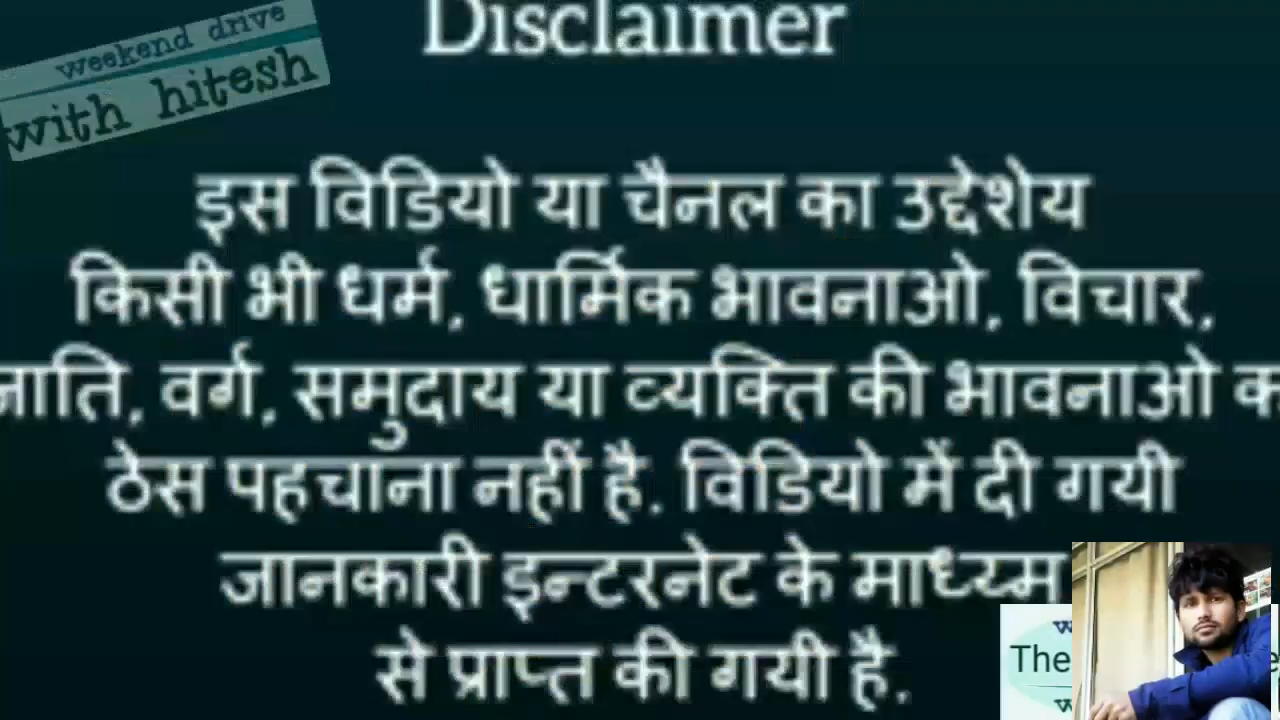 weekend drive
with hitesh
Disclaimer
इस विडियो या चैनल का उद्देशेय
किसी भी धर्म, धार्मिक भावनाओ, विचार,
जाति, वर्ग, समुदाय या व्यक्ति की भावनाओ
ठेस पहचाना नहीं है. विडियो में दी गयी
जानकारी इन्टरनेट के माध्य्म
से प्राप्त की गयी है.
The